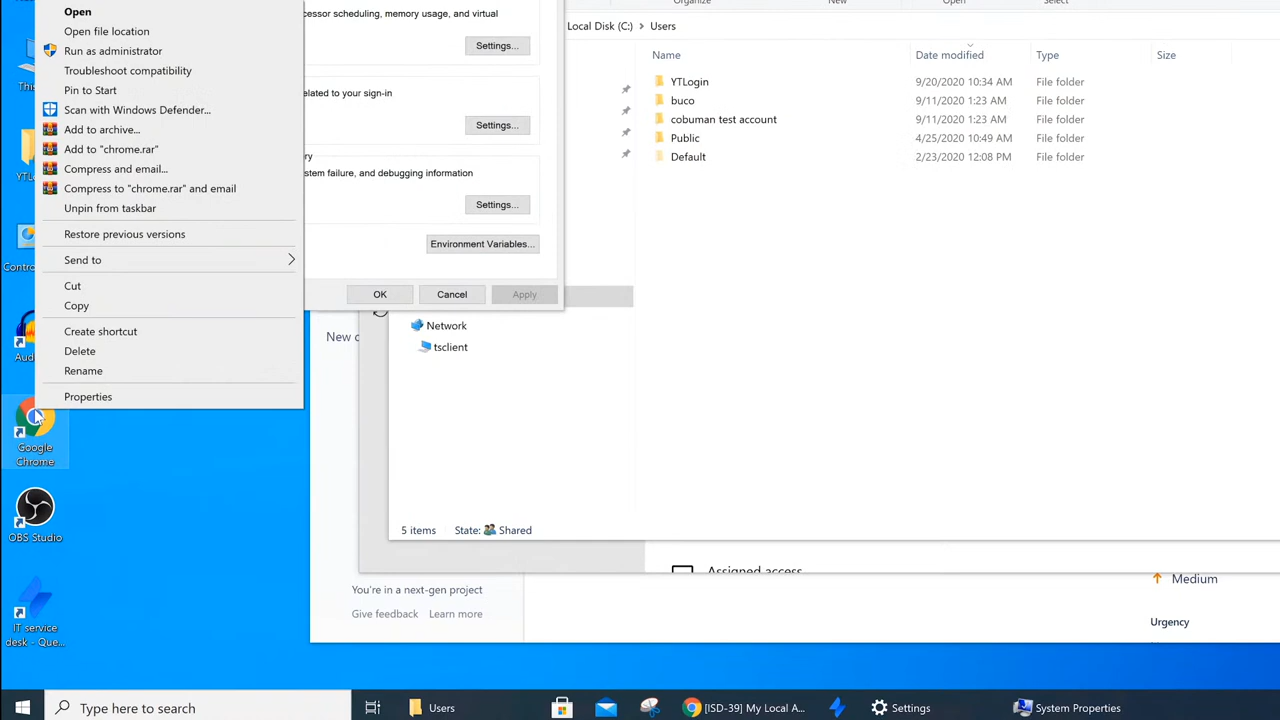 Open
Open file location
Run as administrator
Troubleshoot compatibility
Pin to Start
Scan with Windows Defender...
Add to archive...
Add to "chrome.rar"
Compress and email...
Compress to "chrome.rar" and email
Unpin from taskbar
Restore previous versions
Send to
Cut
Copy
Create shortcut
Delete
Rename
Properties
Google
Chrome
OBS Studio
IT service
desk - Que...
cessor scheduling, memory usage, and virtual
Settings...
elated to your sign-in
Settings...
ry
stem failure, and debugging information
Settings...
Environment Variables...
OK Cancel Apply
Organize New Open Select
Local Disk (C:) Users
Name Date modified Type Size
YTLogin 9/20/2020 10:34 AM File folder
buco 9/11/2020 1:23 AM File folder
cobuman test account 9/11/2020 1:23 AM File folder
Public 4/25/2020 10:49 AM File folder
Default 2/23/2020 12:08 PM File folder
Network
tsclient
New c
5 items State: Shared
Assigned access
You're in a next-gen project
Give feedback Learn more
Medium
Urgency
Type here to search
Users
[ISD-39] My Local A...
Settings
System Properties